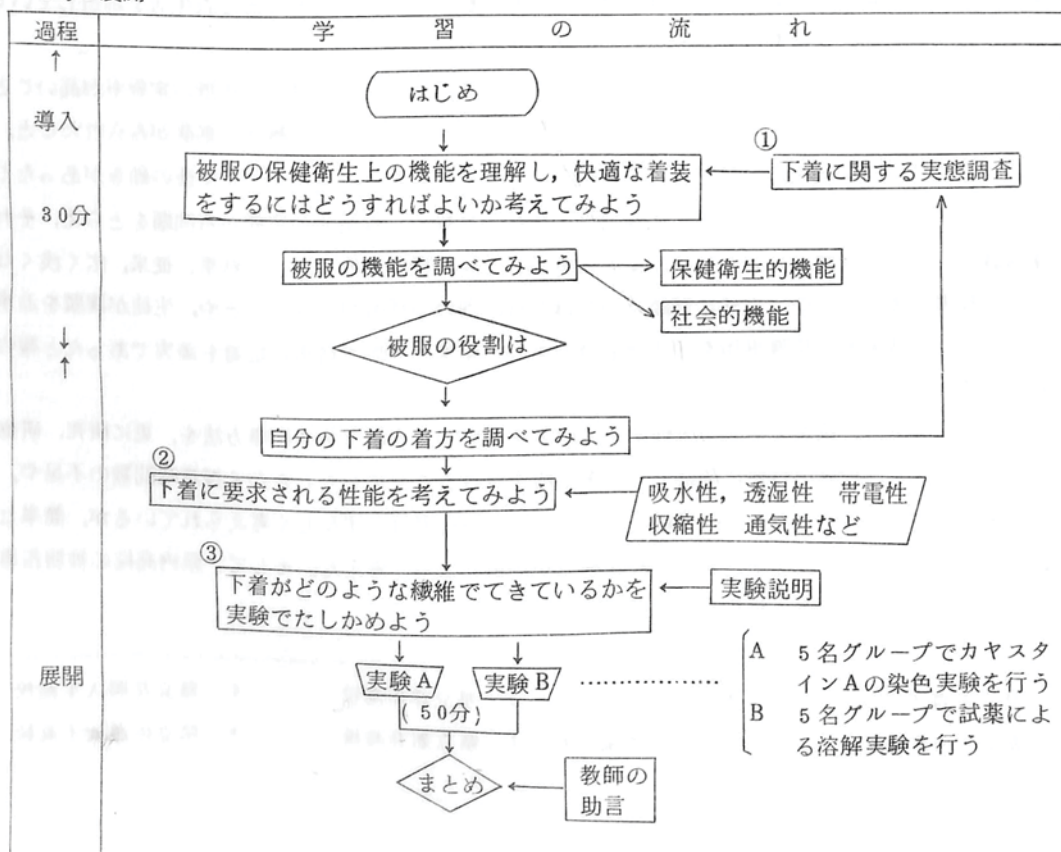 過程
学習の流れ
↑
はじめ
導入
①
被服の保健衛生上の機能を理解し，快適な着装
をするにはどうすればよいか考えてみよう
下着に関する実態調査
30分
被服の機能を調べてみよう
保健衛生的機能
社会的機能
↓
被服の役割は
↑
自分の下着の着方を調べてみよう
②
下着に要求される性能を考えてみよう
吸水性，透湿性　帯電性
収縮性　通気性など
③
下着がどのような繊維でてきているかを
実験でたしかめよう
実験説明
展開
実験A
実験B
…………
(50分)
A　5名グループでカヤスタ
インAの染色実験を行う
B　5名グループで試薬によ
る溶解実験を行う
まとめ
教師の
助言